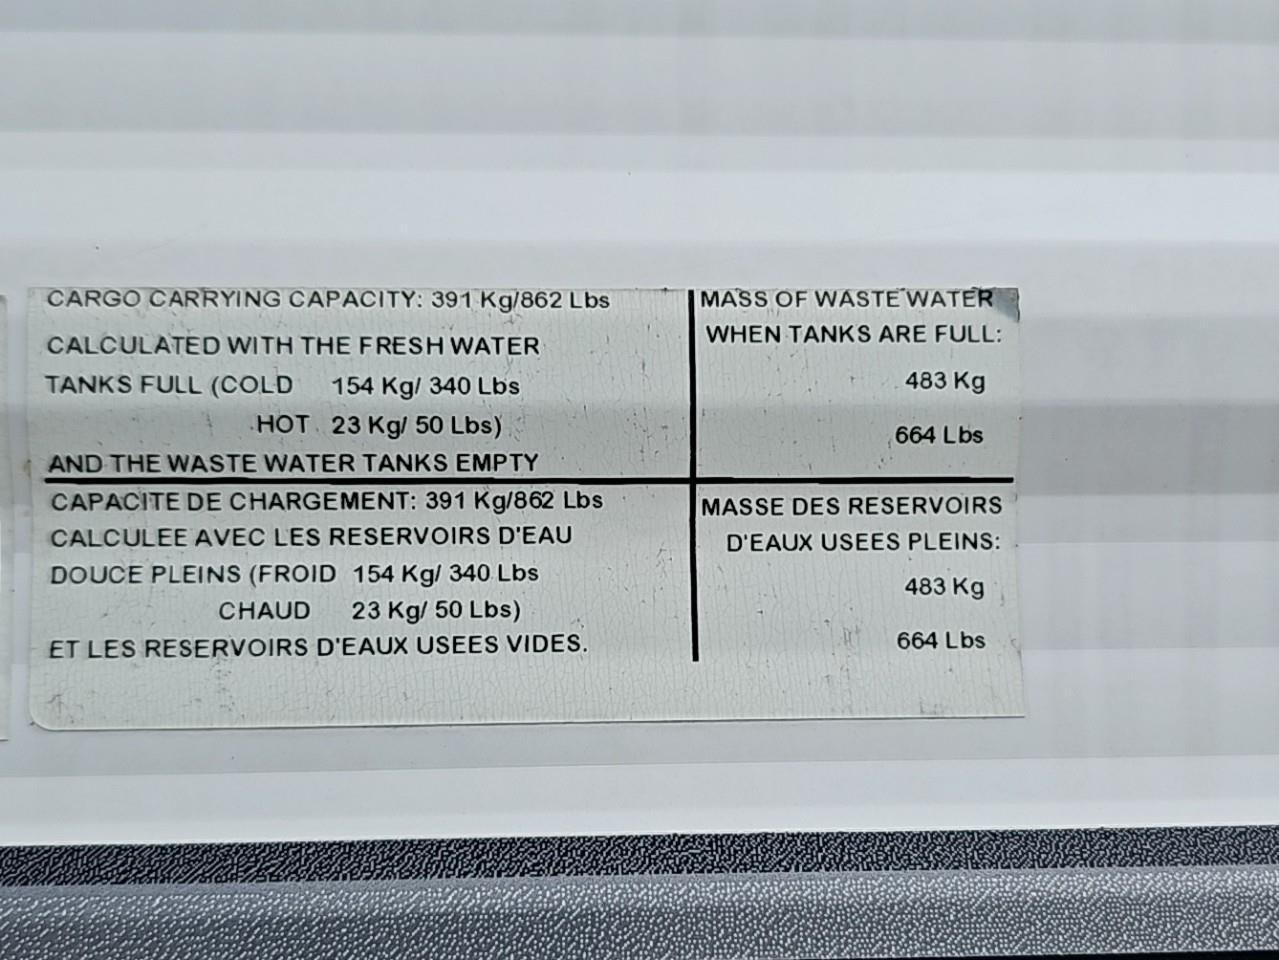 CARGO CARRYING CAPACITY: 391 Kg/862 Lbs
CALCULATED WITH THE FRESH WATER
TANKS FULL (COLD 154 Kg/ 340 Lbs
HOT 23 Kg/ 50 Lbs)
AND THE WASTE WATER TANKS EMPTY
MASS OF WASTE WATER
WHEN TANKS ARE FULL:
483 Kg
664 Lbs
CAPACITE DE CHARGEMENT: 391 Kg/862 Lbs
CALCULEE AVEC LES RESERVOIRS D'EAU
DOUCE PLEINS (FROID 154 Kg/ 340 Lbs
CHAUD 23 Kg/ 50 Lbs)
ET LES RESERVOIRS D'EAUX USEES VIDES.
MASSE DES RESERVOIRS
D'EAUX USEES PLEINS:
483 Kg
664 Lbs